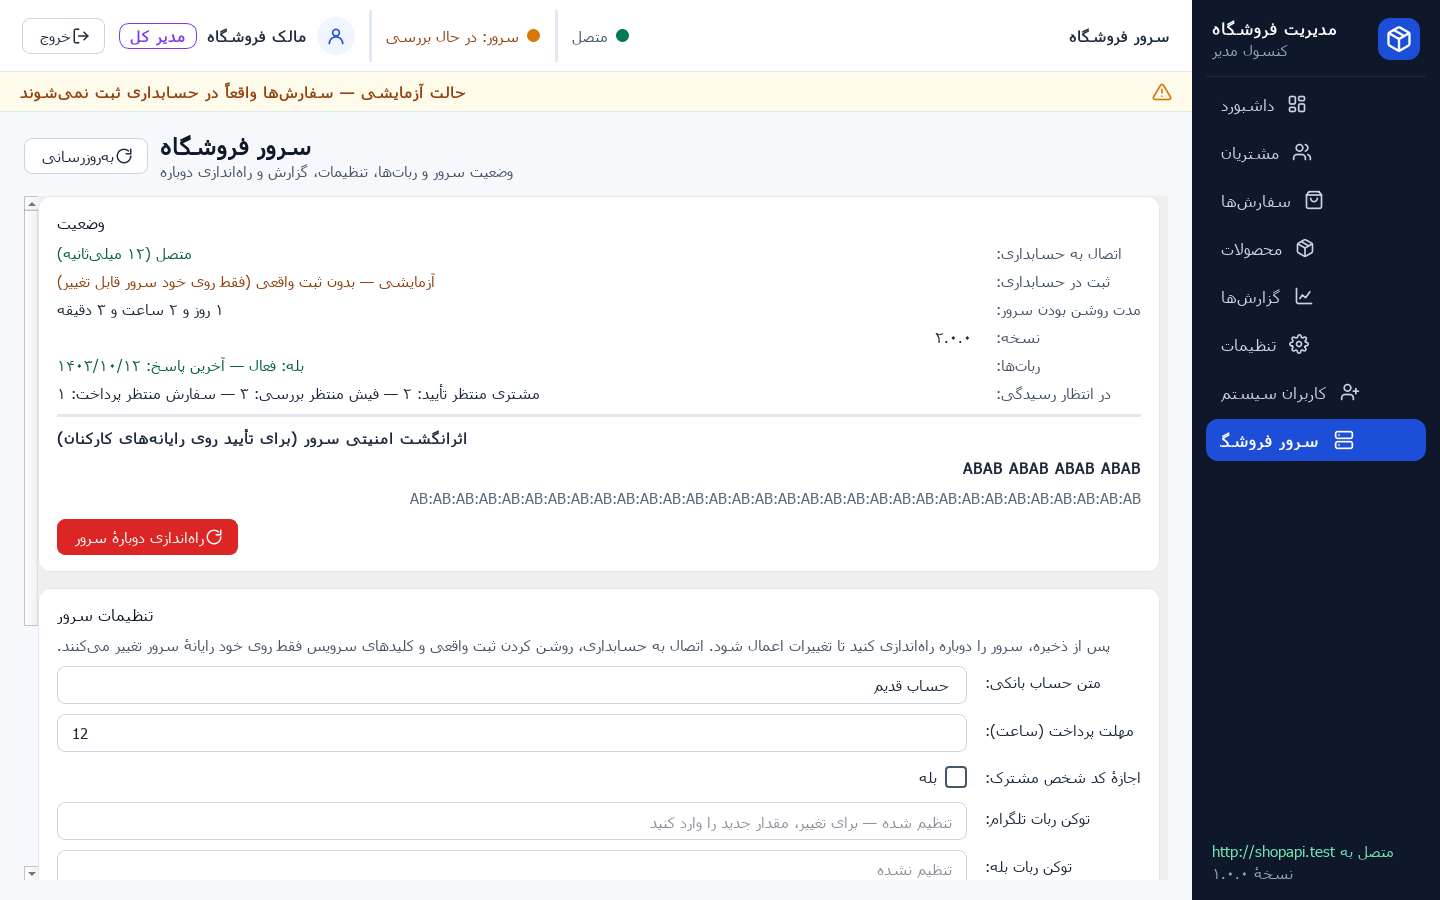 مدیریت فروشگاه
کنسول مدیر
داشبورد
مشتریان
سفارش‌ها
محصولات
گزارش‌ها
تنظیمات
کاربران سیستم
سرور فروشگ
متصل به http://shopapi.test
نسخهٔ ۱.۰.۰
سرور فروشگاه
متصل
سرور: در حال بررسی
مالک فروشگاه
مدیر کل
خروج
حالت آزمایشی — سفارش‌ها واقعاً در حسابداری ثبت نمی‌شوند
سرور فروشگاه
وضعیت سرور و ربات‌ها، تنظیمات، گزارش و راه‌اندازی دوباره
به‌روزرسانی
وضعیت
اتصال به حسابداری: متصل (۱۲ میلی‌ثانیه)
ثبت در حسابداری: آزمایشی — بدون ثبت واقعی (فقط روی خود سرور قابل تغییر)
مدت روشن بودن سرور: ۱ روز و ۲ ساعت و ۳ دقیقه
نسخه: ۲.۰.۰
ربات‌ها: بله: فعال — آخرین پاسخ: ۱۴۰۳/۱۰/۱۲
در انتظار رسیدگی: مشتری منتظر تأیید: ۲ — فیش منتظر بررسی: ۳ — سفارش منتظر پرداخت: ۱
اثرانگشت امنیتی سرور (برای تأیید روی رایانه‌های کارکنان)
ABAB ABAB ABAB ABAB
AB:AB:AB:AB:AB:AB:AB:AB:AB:AB:AB:AB:AB:AB:AB:AB:AB:AB:AB:AB:AB:AB:AB:AB:AB:AB:AB:AB:AB:AB:AB:AB
راه‌اندازی دوبارهٔ سرور
تنظیمات سرور
پس از ذخیره، سرور را دوباره راه‌اندازی کنید تا تغییرات اعمال شود. اتصال به حسابداری، روشن کردن ثبت واقعی و کلیدهای سرویس فقط روی خود رایانهٔ سرور تغییر می‌کنند.
متن حساب بانکی: حساب قدیم
مهلت پرداخت (ساعت): 12
اجازهٔ کد شخص مشترک: بله
توکن ربات تلگرام: تنظیم شده — برای تغییر، مقدار جدید را وارد کنید
توکن ربات بله: تنظیم نشده